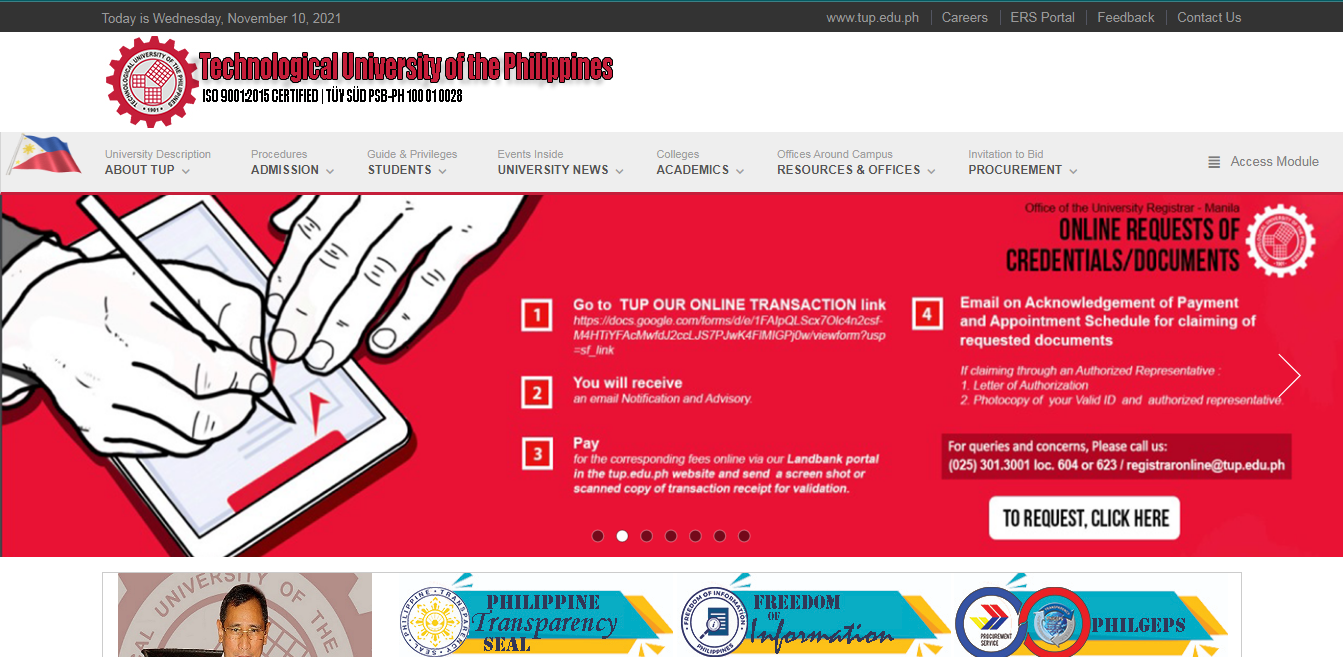 Today is Wednesday, November 10, 2021
www.tup.edu.ph
Careers
ERS Portal
Feedback
Contact Us
TECHNOLOGICAL UNIVERSITY OF THE PHILIPPINES
1901
Technological University of the Philippines
ISO 9001:2015 CERTIFIED | TÜV SÜD PSB-PH 100 01 0028
University Description
ABOUT TUP
Procedures
ADMISSION
Guide & Privileges
STUDENTS
Events Inside
UNIVERSITY NEWS
Colleges
ACADEMICS
Offices Around Campus
RESOURCES & OFFICES
Invitation to Bid
PROCUREMENT
Access Module
Office of the University Registrar - Manila
ONLINE REQUESTS OF
CREDENTIALS/DOCUMENTS
1
Go to TUP OUR ONLINE TRANSACTION link
https://docs.google.com/forms/d/e/1FAIpQLScx7OIc4n2csf-
M4HTiYFAcMwfdJ2ccLJS7PJwK4FIMIGPj0w/viewform?usp
=sf_link
2
You will receive
an email Notification and Advisory.
3
Pay
for the corresponding fees online via our Landbank portal
in the tup.edu.ph website and send a screen shot or
scanned copy of transaction receipt for validation.
4
Email on Acknowledgement of Payment
and Appointment Schedule for claiming of
requested documents
If claiming through an Authorized Representative :
1. Letter of Authorization
2. Photocopy of your Valid ID and authorized representative.
For queries and concerns, Please call us:
(025) 301.3001 loc. 604 or 623 / registraronline@tup.edu.ph
TO REQUEST, CLICK HERE
UNIVERSITY OF THE
PHILIPPINE TRANSPARENCY SEAL
PHILIPPINE
Transparency
SEAL
FREEDOM OF INFORMATION
PHILIPPINES
FREEDOM
OF
Information
PROCUREMENT
SERVICE
PHILGEPS